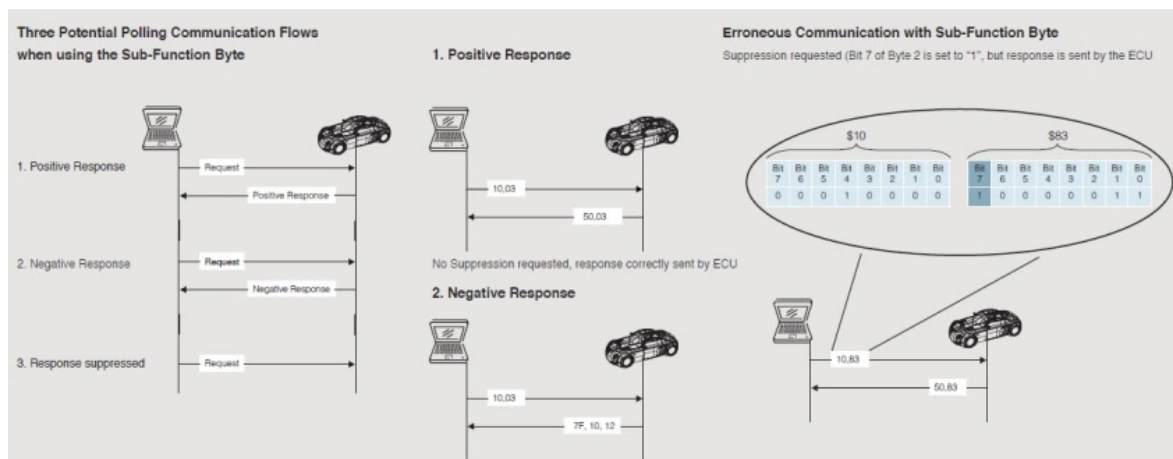 Three Potential Polling Communication Flows
when using the Sub-Function Byte
1. Positive Response
Request
Positive Response
2. Negative Response
Request
Negative Response
3. Response suppressed
Request
1. Positive Response
10,03
50,03
No Suppression requested, response correctly sent by ECU
2. Negative Response
10,03
7F, 10, 12
Erroneous Communication with Sub-Function Byte
Suppression requested (Bit 7 of Byte 2 is set to "1", but response is sent by the ECU
$10 $83
Bit Bit Bit Bit Bit Bit Bit Bit Bit Bit Bit Bit Bit Bit Bit Bit
7 6 5 4 3 2 1 0 7 6 5 4 3 2 1 0
0 0 0 1 0 0 0 0 1 0 0 0 0 0 1 1
10,83
50,83